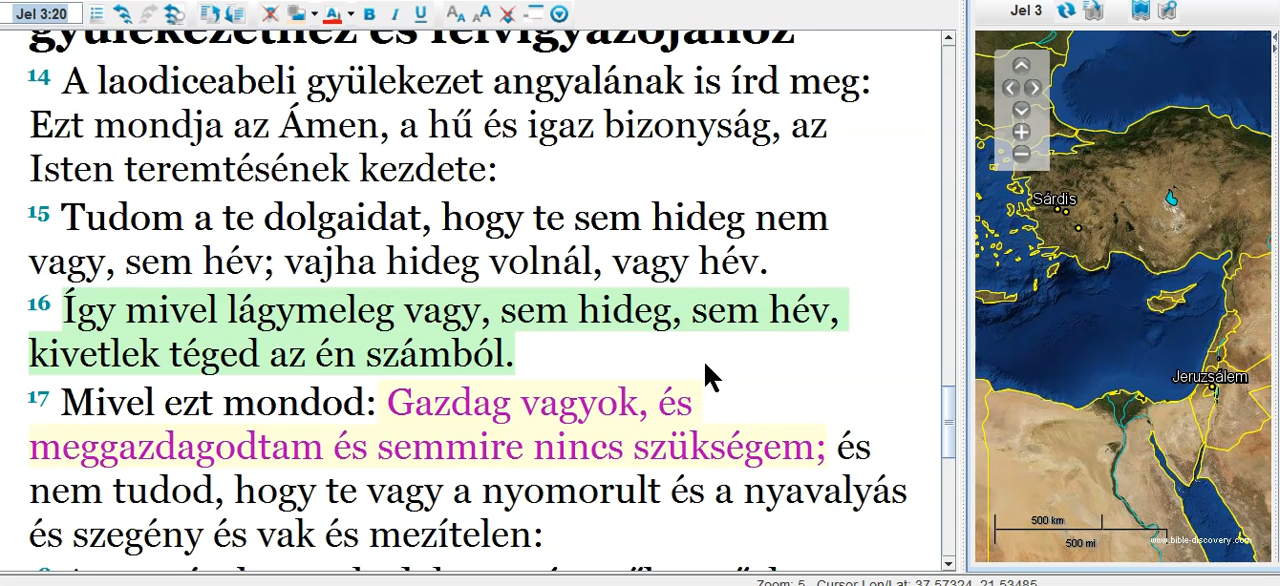 Jel 3:20
Jel 3
gyülekezethez és felvigyázójához
14 A laodiceabeli gyülekezet angyalának is írd meg:
Ezt mondja az Ámen, a hű és igaz bizonyság, az
Isten teremtésének kezdete:
15 Tudom a te dolgaidat, hogy te sem hideg nem
vagy, sem hév; vajha hideg volnál, vagy hév.
16 Így mivel lágymeleg vagy, sem hideg, sem hév,
kivetlek téged az én számból.
17 Mivel ezt mondod: Gazdag vagyok, és
meggazdagodtam és semmire nincs szükségem; és
nem tudod, hogy te vagy a nyomorult és a nyavalyás
és szegény és vak és mezítelen:
Sárdis
Jeruzsálem
500 km
500 mi
www.bible-discovery.com
Zoom: 5 Cursor Lon/Lat: 37.57324, 21.53485